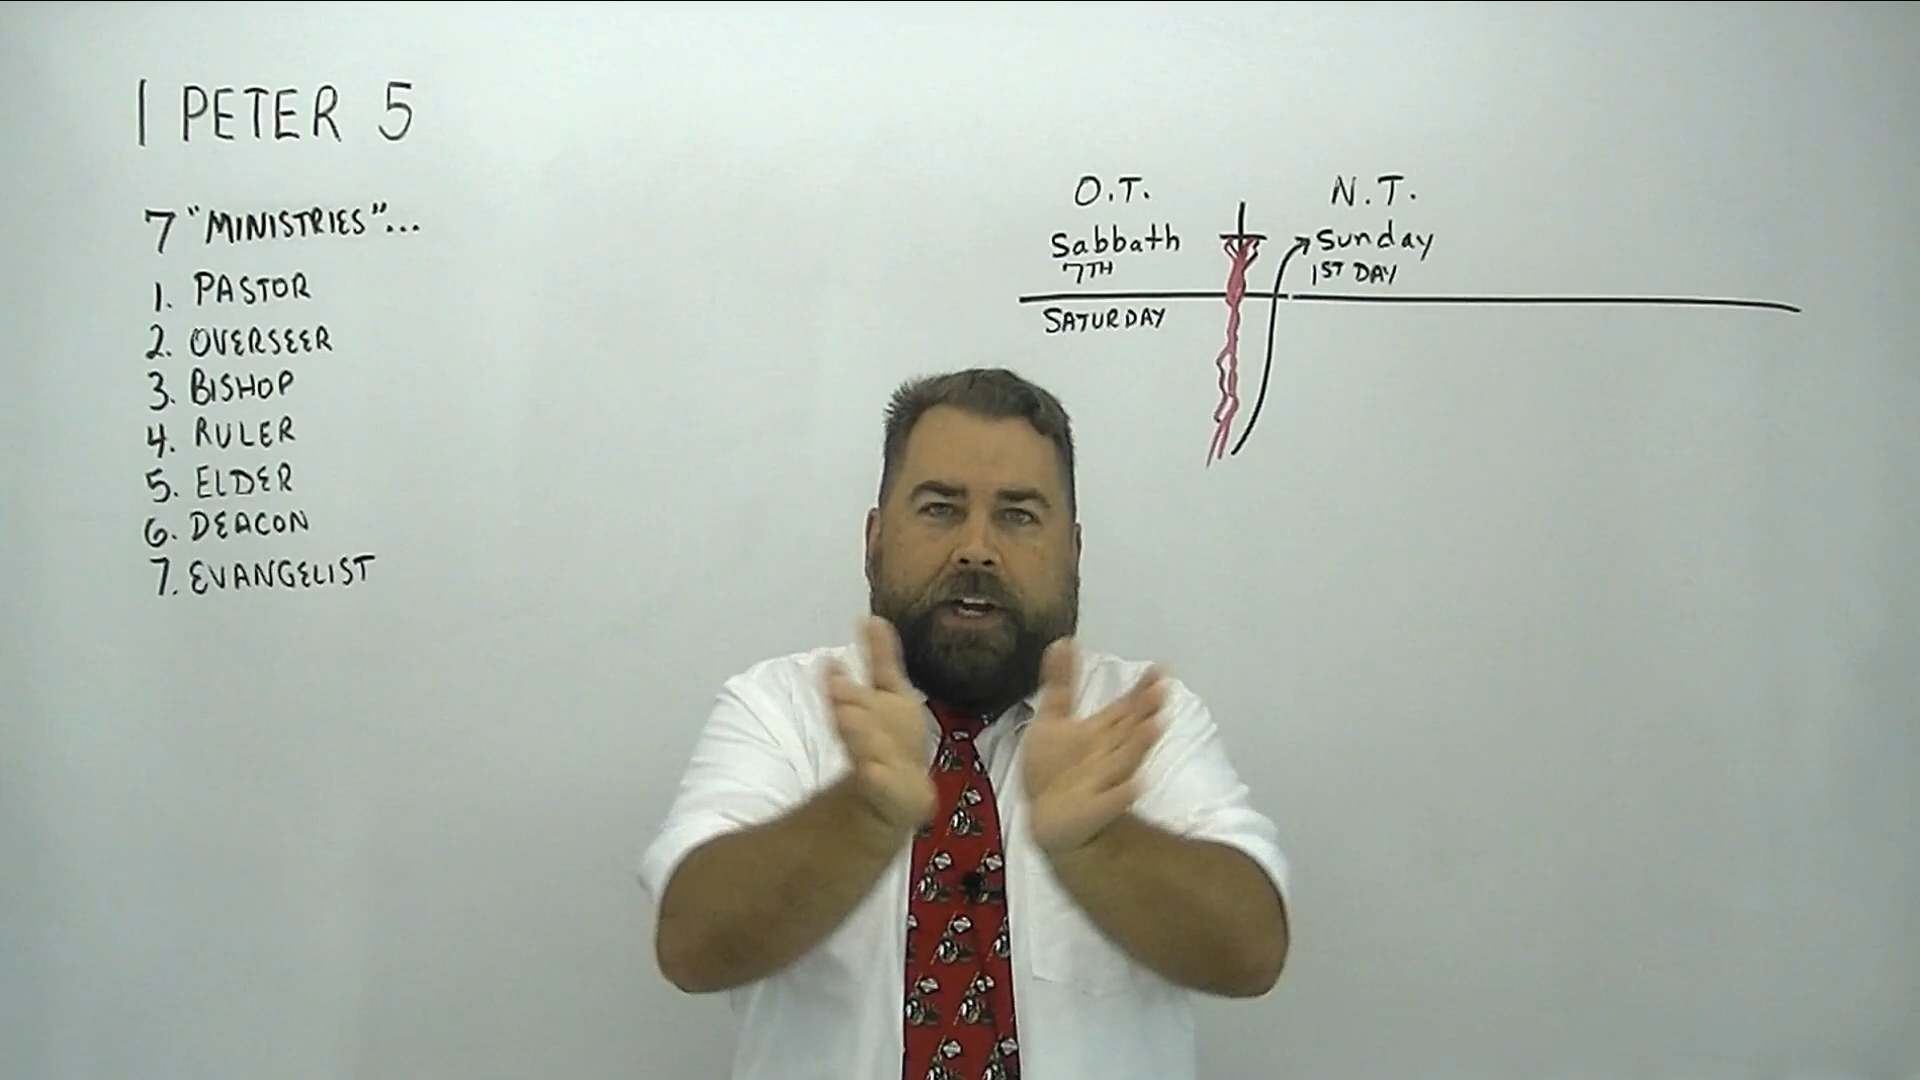 1 PETER 5
7 "MINISTRIES"...
1. PASTOR
2. OVERSEER
3. BISHOP
4. RULER
5. ELDER
6. DEACON
7. EVANGELIST
O.T.
Sabbath
7TH
SATURDAY
N.T.
Sunday
1ST DAY